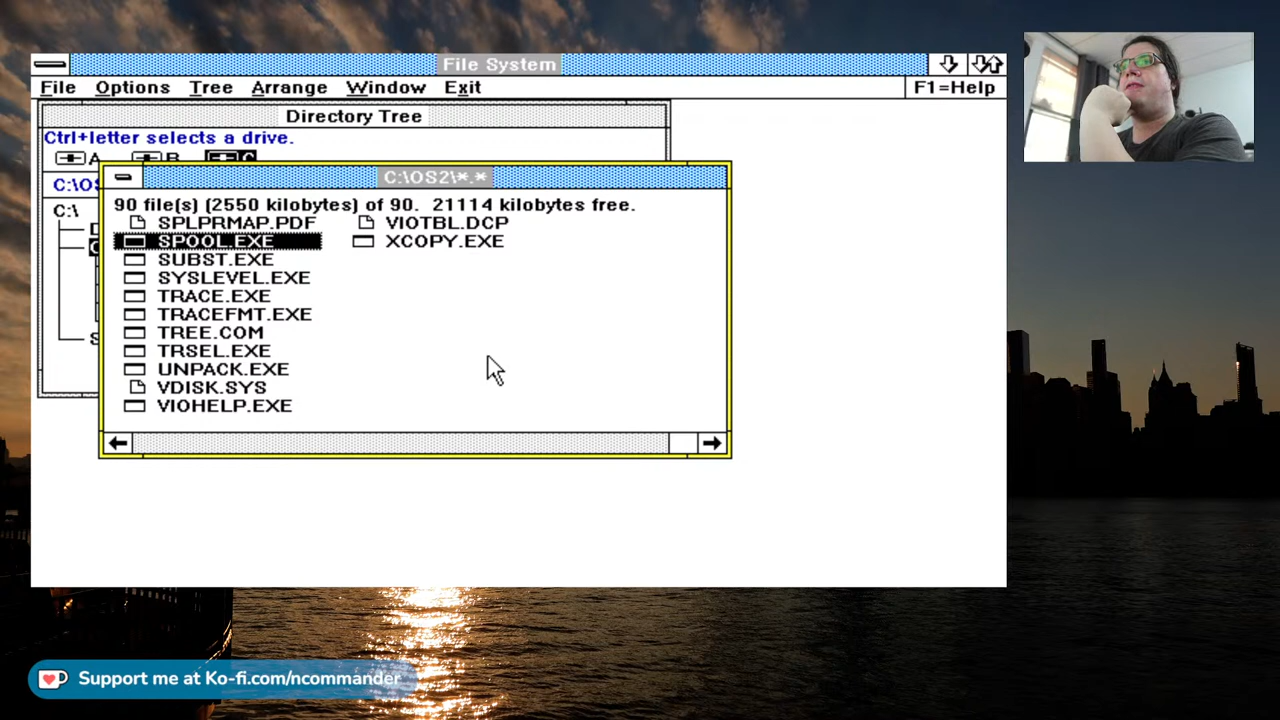 File System
File Options Tree Arrange Window Exit F1=Help
Directory Tree
Ctrl+letter selects a drive.
A B C
C:\OS2\*.*
C:\OS
90 file(s) (2550 kilobytes) of 90. 21114 kilobytes free.
C:\
SPLPRMAP.PDF VIOTBL.DCP
SPOOL.EXE XCOPY.EXE
SUBST.EXE
SYSLEVEL.EXE
TRACE.EXE
TRACEFMT.EXE
TREE.COM
TRSEL.EXE
UNPACK.EXE
VDISK.SYS
VIOHELP.EXE
Support me at Ko-fi.com/ncommander